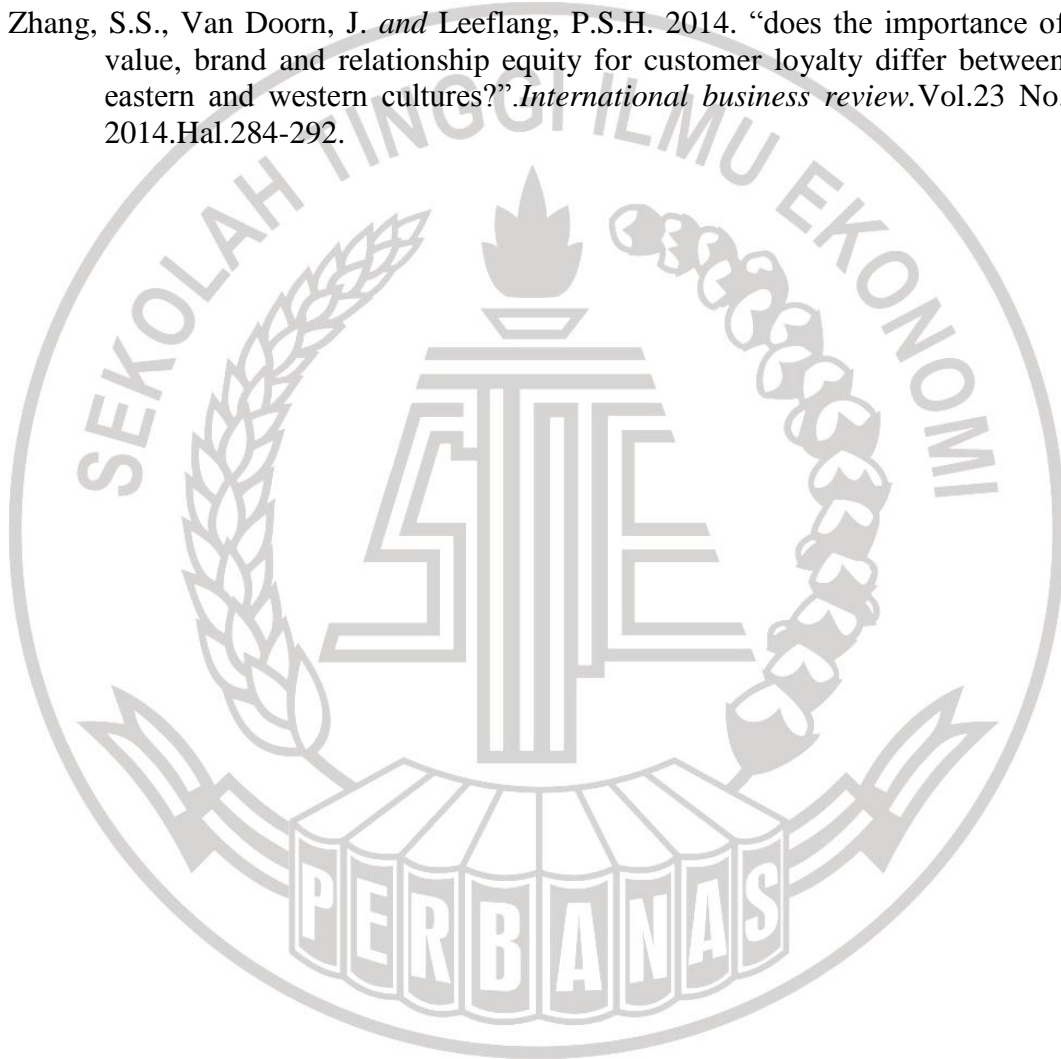 Zhang, S.S., Van Doorn, J. and Leeflang, P.S.H. 2014. “does the importance of
value, brand and relationship equity for customer loyalty differ between
eastern and western cultures?”.International business review.Vol.23 No.
2014.Hal.284-292.
SEKOLAH TINGGI ILMU EKONOMI
STIE
PERBANAS